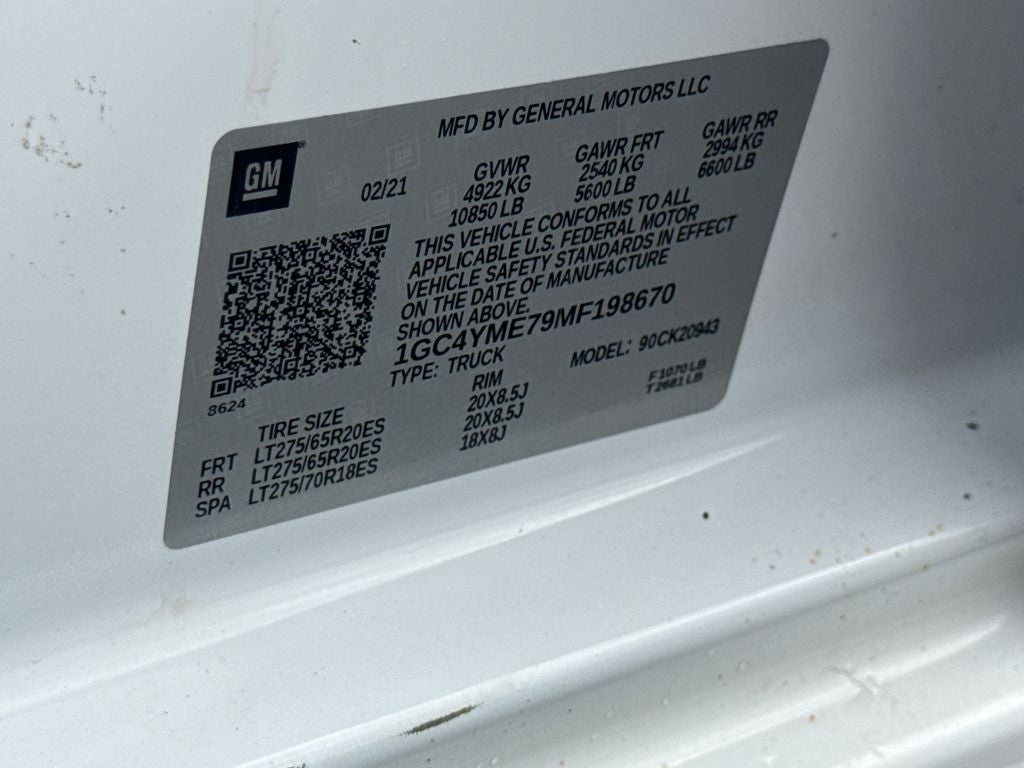 MFD BY GENERAL MOTORS LLC
GM®
02/21
GVWR
4922 KG
10850 LB
GAWR FRT
2540 KG
5600 LB
GAWR RR
2994 KG
6600 LB
THIS VEHICLE CONFORMS TO ALL
APPLICABLE U.S. FEDERAL MOTOR
VEHICLE SAFETY STANDARDS IN EFFECT
ON THE DATE OF MANUFACTURE
SHOWN ABOVE.
1GC4YME79MF198670
TYPE: TRUCK
MODEL: 90CK20943
F 1070 LB
T 2681 LB
8624
TIRE SIZE RIM
FRT LT275/65R20ES 20X8.5J
RR LT275/65R20ES 20X8.5J
SPA LT275/70R18ES 18X8J